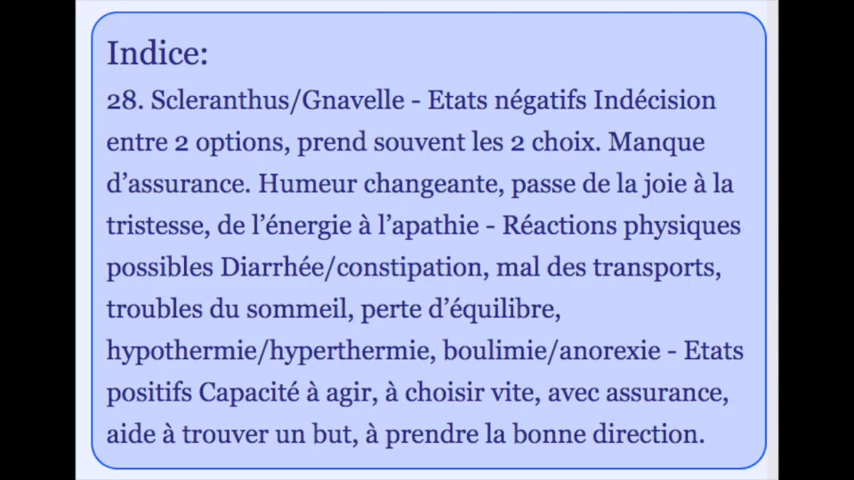 Indice:
28. Scleranthus/Gnavelle - Etats négatifs Indécision
entre 2 options, prend souvent les 2 choix. Manque
d’assurance. Humeur changeante, passe de la joie à la
tristesse, de l’énergie à l’apathie - Réactions physiques
possibles Diarrhée/constipation, mal des transports,
troubles du sommeil, perte d’équilibre,
hypothermie/hyperthermie, boulimie/anorexie - Etats
positifs Capacité à agir, à choisir vite, avec assurance,
aide à trouver un but, à prendre la bonne direction.